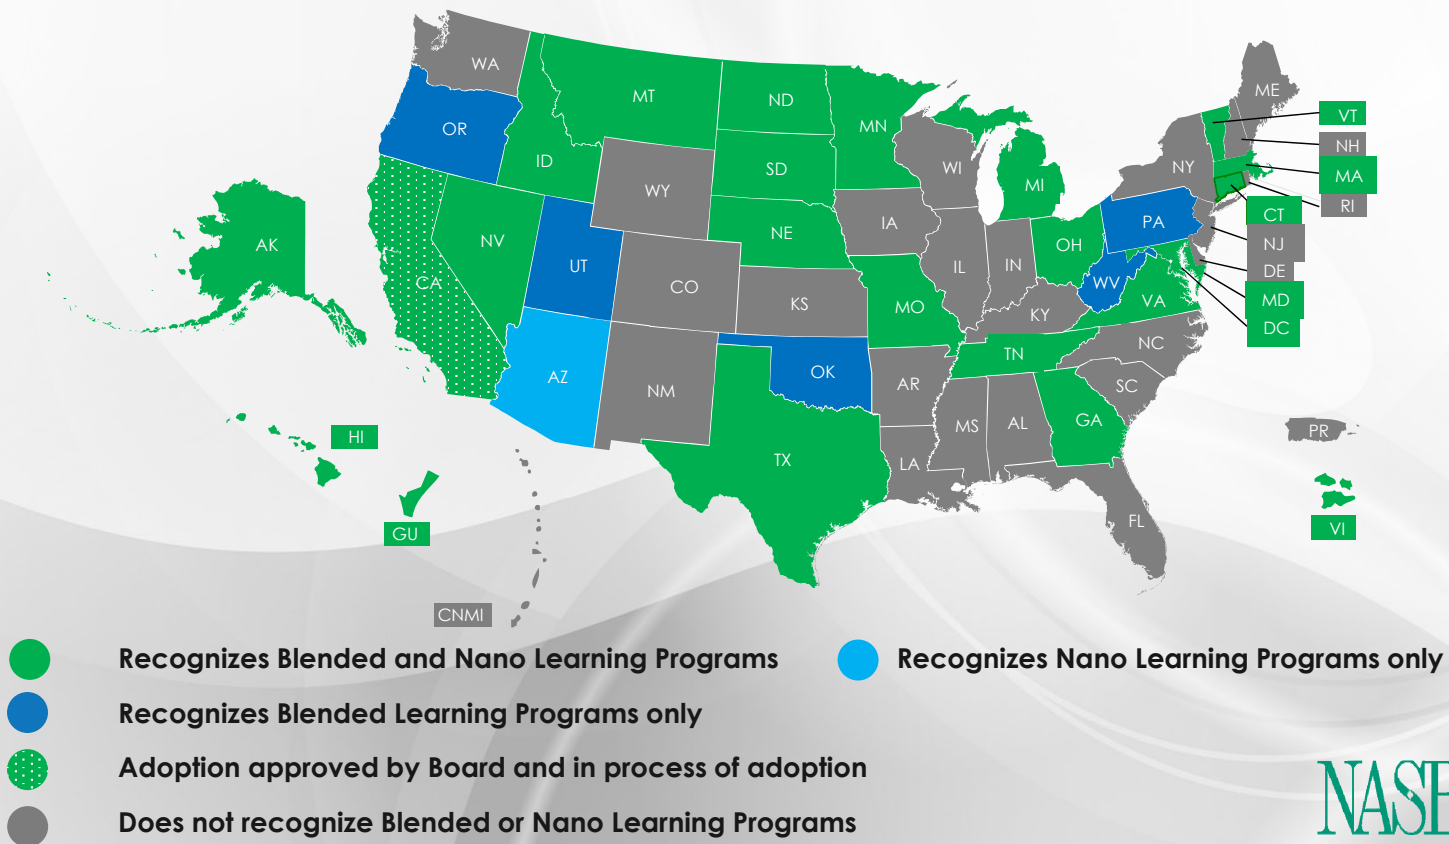 WA
ME
MT
ND
VT
OR
MN
NH
ID
WI
NY
SD
MI
MA
WY
RI
IA
PA
CT
NE
NV
AK
OH
NJ
UT
IL
IN
DE
CA
WV
CO
VA
MD
KS
MO
KY
DC
NC
TN
OK
AZ
AR
SC
NM
GA
MS
AL
PR
HI
TX
LA
FL
VI
GU
CNMI
Recognizes Blended and Nano Learning Programs
Recognizes Nano Learning Programs only
Recognizes Blended Learning Programs only
Adoption approved by Board and in process of adoption
Does not recognize Blended or Nano Learning Programs